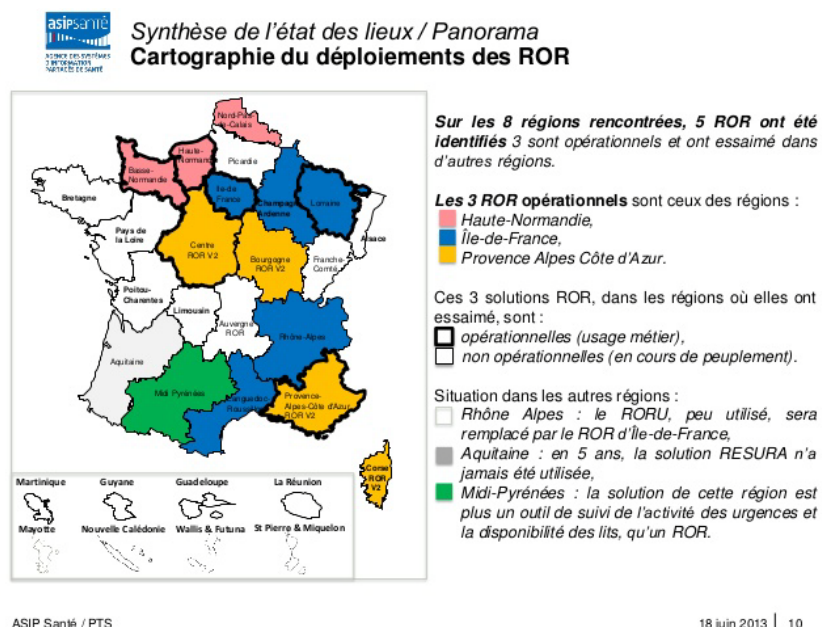 asipsanté
AGENCE DES SYSTÈMES
D'INFORMATION
PARTAGÉS DE SANTÉ
Synthèse de l'état des lieux / Panorama
Cartographie du déploiements des ROR
Nord-Pas-
de-Calais
Haute-
Normandie
Picardie
Basse-
Normandie
Ile-de
France
Champagne
Ardenne
Lorraine
Bretagne
Alsace
Pays de
la Loire
Centre
ROR V2
Bourgogne
ROR V2
Franche-
Comté
Poitou-
Charentes
Limousin
Auvergne
ROR
Rhône-Alpes
Aquitaine
Midi Pyrénées
Languedoc
Roussillon
Provence-
Alpes-Côte d'Azur
ROR V2
Corse
ROR
V2
Martinique Guyane Guadeloupe La Réunion
Mayotte Nouvelle Calédonie Wallis & Futuna St Pierre & Miquelon
Sur les 8 régions rencontrées, 5 ROR ont été
identifiés 3 sont opérationnels et ont essaimé dans
d'autres régions.
Les 3 ROR opérationnels sont ceux des régions :
Haute-Normandie,
Île-de-France,
Provence Alpes Côte d'Azur.
Ces 3 solutions ROR, dans les régions où elles ont
essaimé, sont :
opérationnelles (usage métier),
non opérationnelles (en cours de peuplement).
Situation dans les autres régions :
Rhône Alpes : le RORU, peu utilisé, sera
remplacé par le ROR d'Île-de-France,
Aquitaine : en 5 ans, la solution RESURA n'a
jamais été utilisée,
Midi-Pyrénées : la solution de cette région est
plus un outil de suivi de l'activité des urgences et
la disponibilité des lits, qu'un ROR.
ASIP Santé / PTS
18 juin 2013 | 10